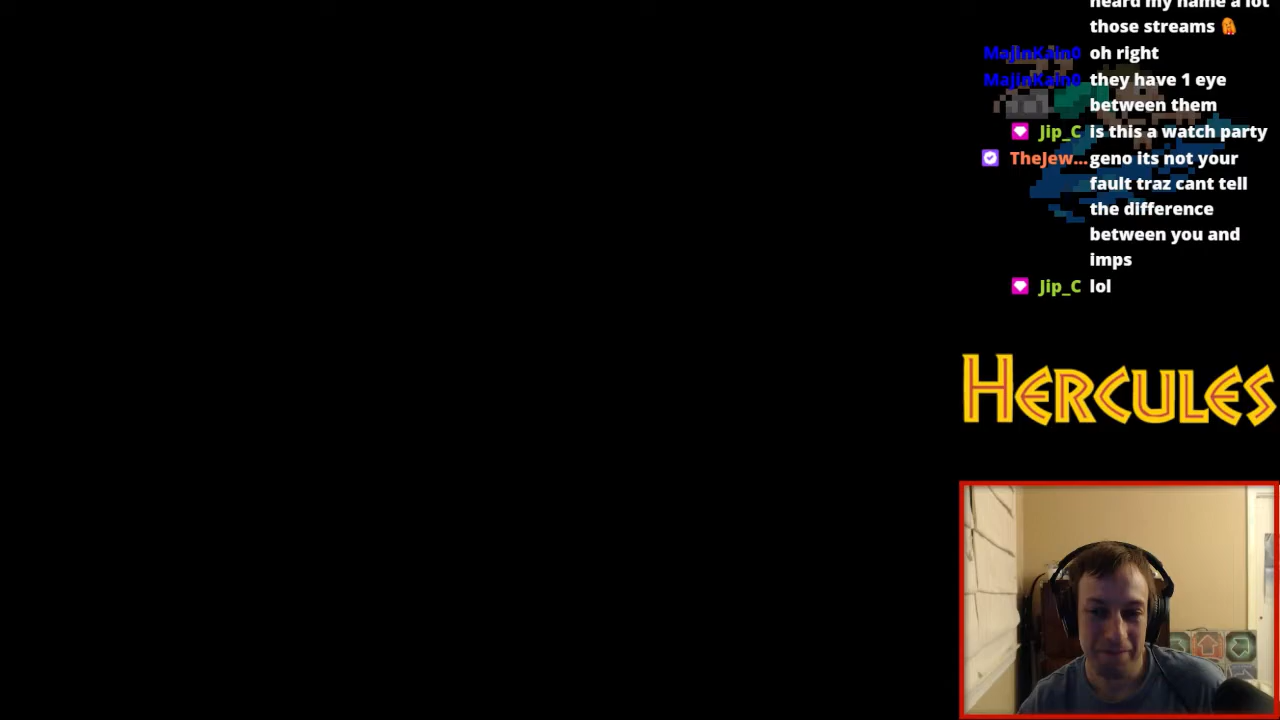 heard my name a lot
those streams
MajinKain0 oh right
MajinKain0 they have 1 eye
between them
Jip_C is this a watch party
TheJew... geno its not your
fault traz cant tell
the difference
between you and
imps
Jip_C lol
HERCULES